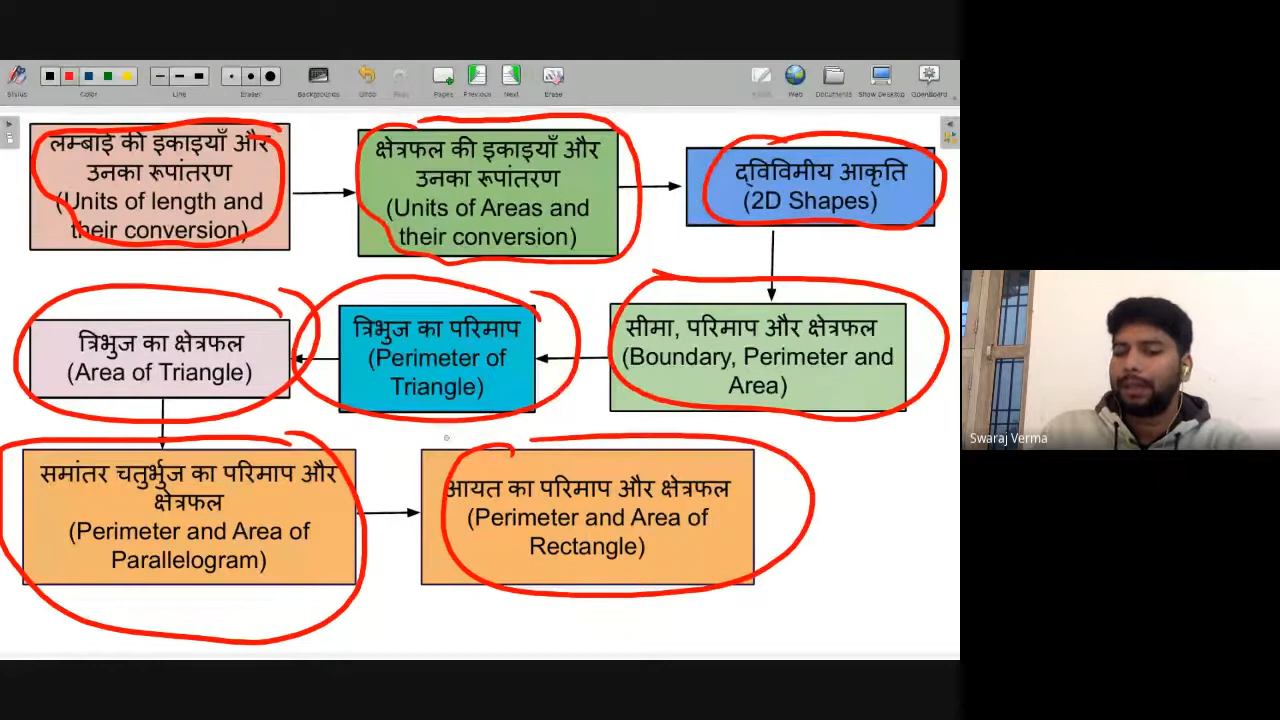 Stylus
Color
Line
Eraser
Backgrounds
Undo
Pages
Previous
Next
Erase
Web
Documents
Show Desktop
OpenBoard
लम्बाई की इकाइयाँ और
उनका रूपांतरण
(Units of length and
their conversion)
क्षेत्रफल की इकाइयाँ और
उनका रूपांतरण
(Units of Areas and
their conversion)
द्विविमीय आकृति
(2D Shapes)
सीमा, परिमाप और क्षेत्रफल
(Boundary, Perimeter and
Area)
त्रिभुज का परिमाप
(Perimeter of
Triangle)
त्रिभुज का क्षेत्रफल
(Area of Triangle)
समांतर चतुर्भुज का परिमाप और
क्षेत्रफल
(Perimeter and Area of
Parallelogram)
आयत का परिमाप और क्षेत्रफल
(Perimeter and Area of
Rectangle)
Swaraj Verma